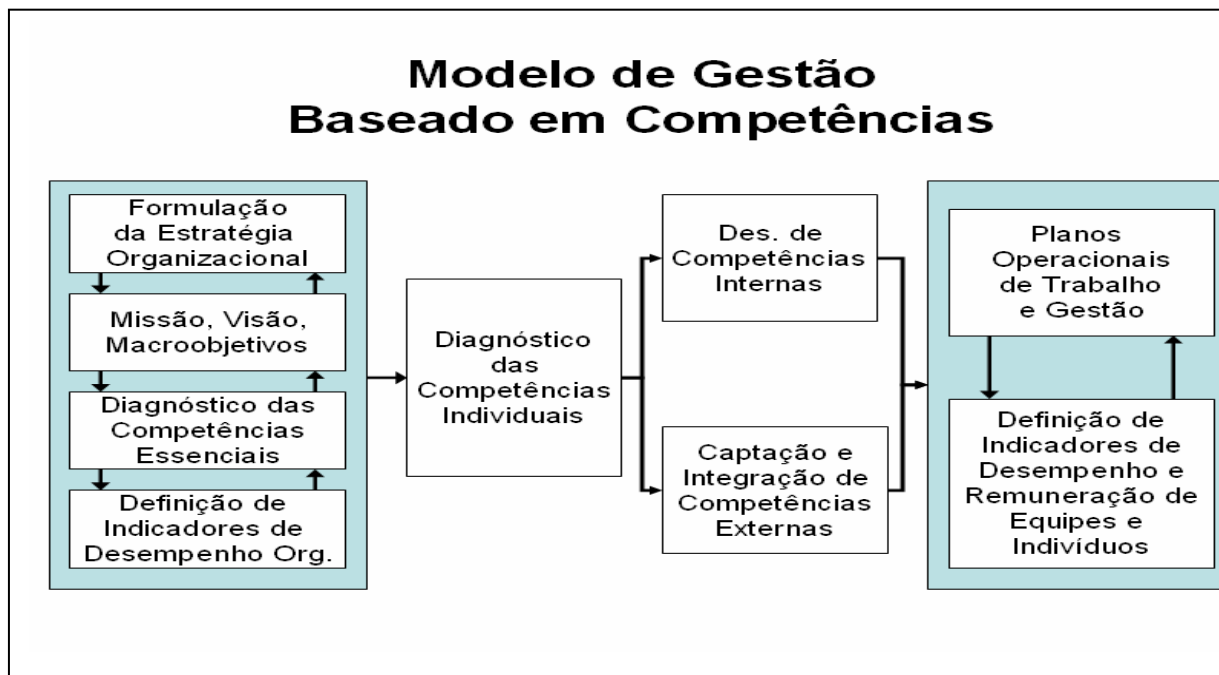 Modelo de Gestão
Baseado em Competências
Formulação
da Estratégia
Organizacional
Missão, Visão,
Macroobjetivos
Diagnóstico das
Competências
Essenciais
Definição de
Indicadores de
Desempenho Org.
Diagnóstico
das
Competências
Individuais
Des. de
Competências
Internas
Captação e
Integração de
Competências
Externas
Planos
Operacionais
de Trabalho
e Gestão
Definição de
Indicadores de
Desempenho e
Remuneração de
Equipes e
Indivíduos